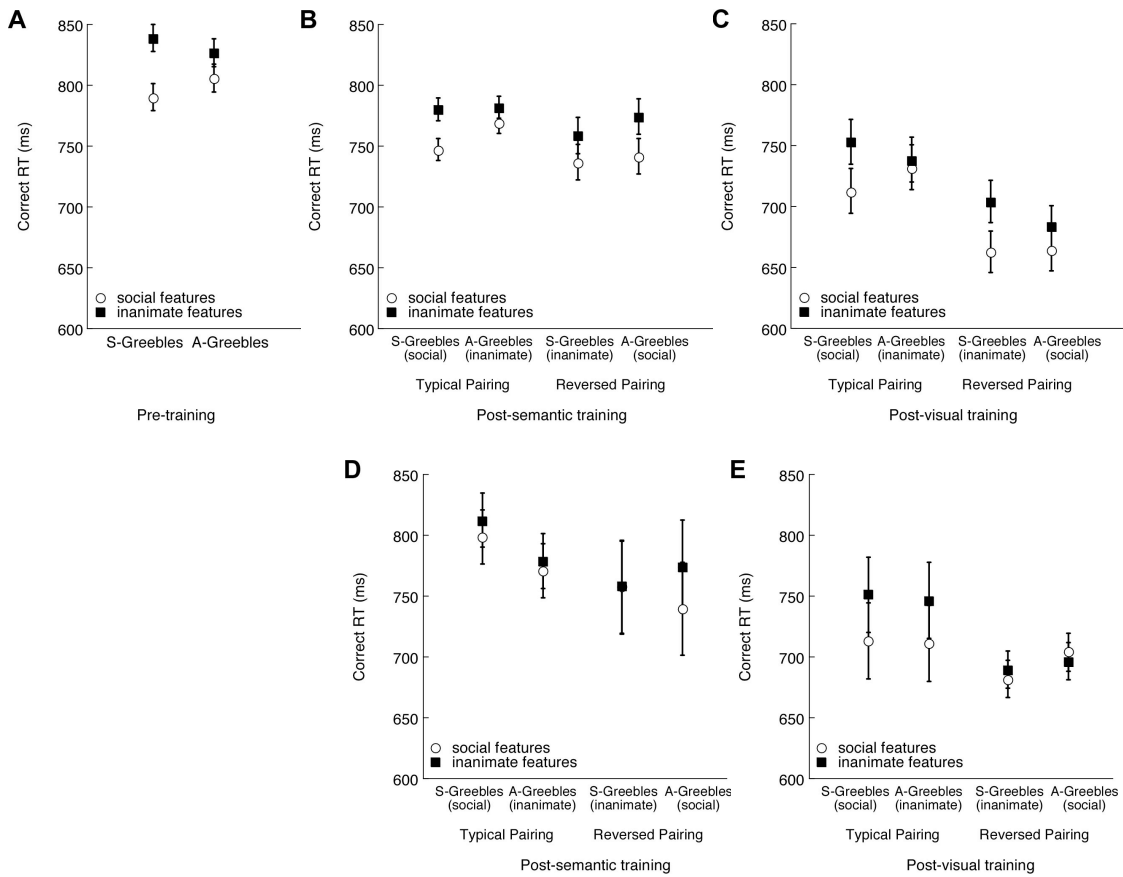 A
Correct RT (ms)
850
800
750
700
650
600
social features
inanimate features
S-Greebles
A-Greebles
Pre-training
B
Correct RT (ms)
850
800
750
700
650
600
social features
inanimate features
S-Greebles
(social)
A-Greebles
(inanimate)
S-Greebles
(inanimate)
A-Greebles
(social)
Typical Pairing
Reversed Pairing
Post-semantic training
C
Correct RT (ms)
850
800
750
700
650
600
social features
inanimate features
S-Greebles
(social)
A-Greebles
(inanimate)
S-Greebles
(inanimate)
A-Greebles
(social)
Typical Pairing
Reversed Pairing
Post-visual training
D
Correct RT (ms)
850
800
750
700
650
600
social features
inanimate features
S-Greebles
(social)
A-Greebles
(inanimate)
S-Greebles
(inanimate)
A-Greebles
(social)
Typical Pairing
Reversed Pairing
Post-semantic training
E
Correct RT (ms)
850
800
750
700
650
600
social features
inanimate features
S-Greebles
(social)
A-Greebles
(inanimate)
S-Greebles
(inanimate)
A-Greebles
(social)
Typical Pairing
Reversed Pairing
Post-visual training